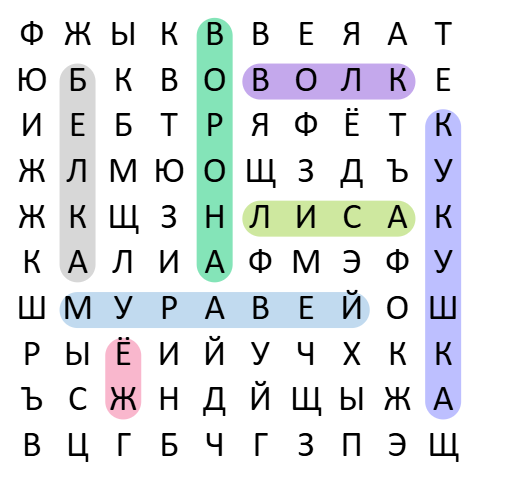 Ф Ж Ы К В В Е Я А Т
Ю Б К В О В О Л К Е
И Е Б Т Р Я Ф Ё Т К
Ж Л М Ю О Щ З Д Ъ У
Ж К Щ З Н Л И С А К
К А Л И А Ф М Э Ф У
Ш М У Р А В Е Й О Ш
Р Ы Ё И Й У Ч Х К К
Ъ С Ж Н Д Й Щ Ы Ж А
В Ц Г Б Ч Г З П Э Щ